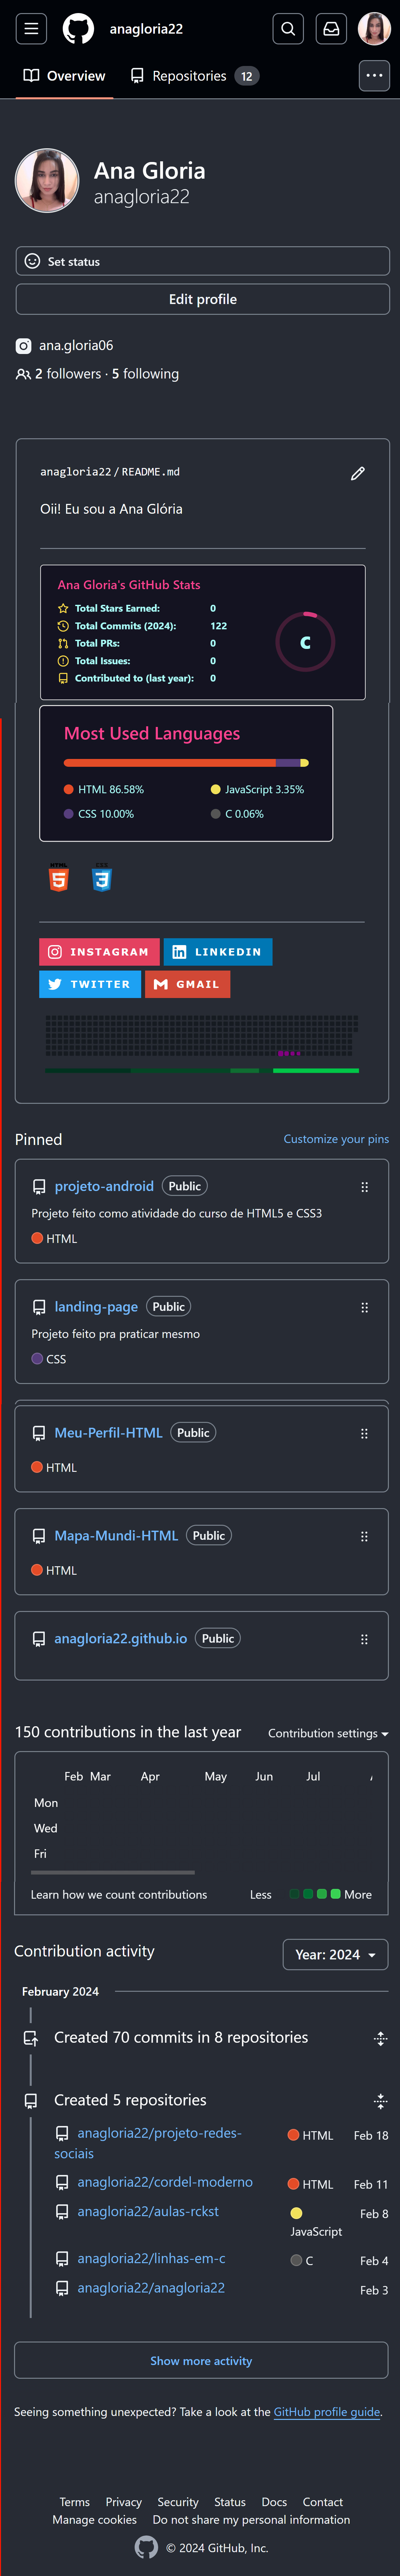 anagloria22
Overview
Repositories 12
Ana Gloria
anagloria22
Set status
Edit profile
ana.gloria06
2 followers · 5 following
anagloria22/README.md
Oii! Eu sou a Ana Glória
Ana Gloria's GitHub Stats
Total Stars Earned: 0
Total Commits (2024): 122
Total PRs: 0
Total Issues: 0
Contributed to (last year): 0
C
Most Used Languages
HTML 86.58%
JavaScript 3.35%
CSS 10.00%
C 0.06%
HTML
5
CSS
3
INSTAGRAM
LINKEDIN
TWITTER
GMAIL
Pinned
Customize your pins
projeto-android Public
Projeto feito como atividade do curso de HTML5 e CSS3
HTML
landing-page Public
Projeto feito pra praticar mesmo
CSS
Meu-Perfil-HTML Public
HTML
Mapa-Mundi-HTML Public
HTML
anagloria22.github.io Public
150 contributions in the last year
Contribution settings
Feb Mar Apr May Jun Jul
Mon
Wed
Fri
Learn how we count contributions
Less
More
Contribution activity
Year: 2024
February 2024
Created 70 commits in 8 repositories
Created 5 repositories
anagloria22/projeto-redes-
sociais
HTML
Feb 18
anagloria22/cordel-moderno
HTML
Feb 11
anagloria22/aulas-rckst
JavaScript
Feb 8
anagloria22/linhas-em-c
C
Feb 4
anagloria22/anagloria22
Feb 3
Show more activity
Seeing something unexpected? Take a look at the GitHub profile guide.
Terms Privacy Security Status Docs Contact
Manage cookies Do not share my personal information
© 2024 GitHub, Inc.